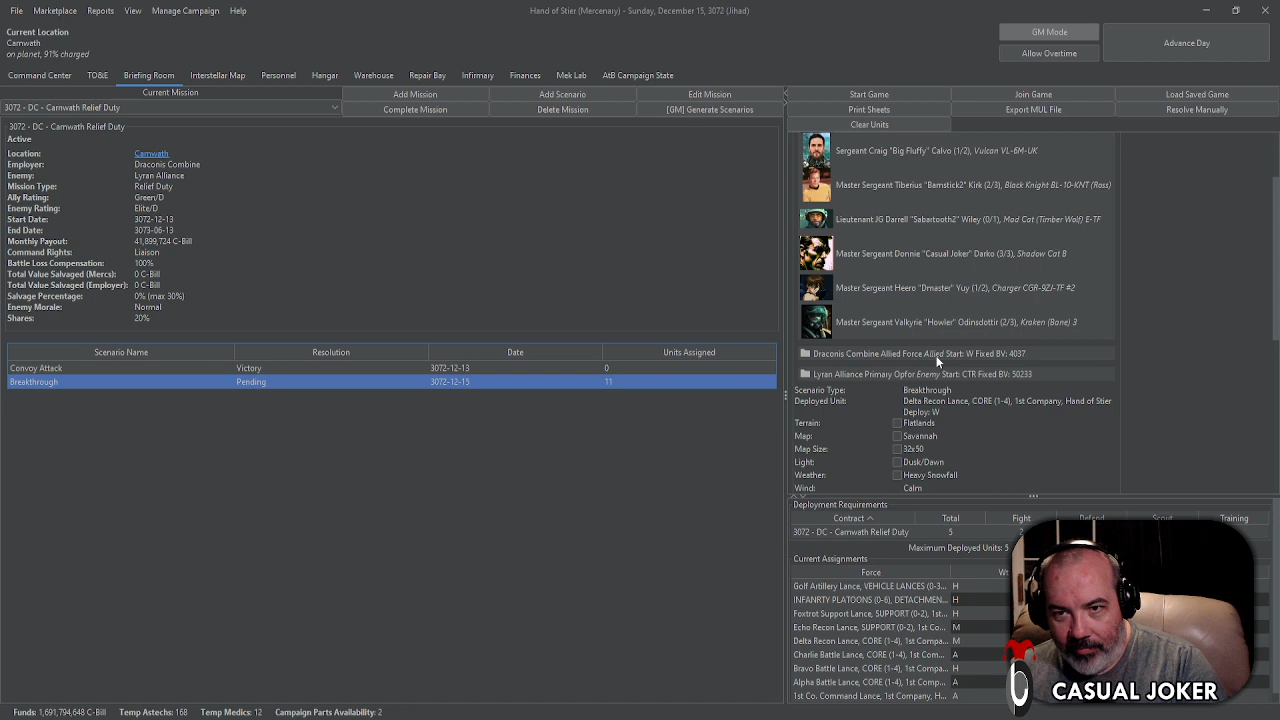 File Marketplace Reports View Manage Campaign Help
Hand of Stier (Mercenary) - Sunday, December 15, 3072 (Jihad)
Current Location
Carnwath
on planet, 91% charged
GM Mode
Allow Overtime
Advance Day
Command Center TO&E Briefing Room Interstellar Map Personnel Hangar Warehouse Repair Bay Infirmary Finances Mek Lab AtB Campaign State
Current Mission
3072 - DC - Carnwath Relief Duty
Add Mission Add Scenario Edit Mission
Complete Mission Delete Mission [GM] Generate Scenarios
3072 - DC - Carnwath Relief Duty
Active
Location: Carnwath
Employer: Draconis Combine
Enemy: Lyran Alliance
Mission Type: Relief Duty
Ally Rating: Green/D
Enemy Rating: Elite/D
Start Date: 3072-12-13
End Date: 3073-06-13
Monthly Payout: 41,899,724 C-Bill
Command Rights: Liaison
Battle Loss Compensation: 100%
Total Value Salvaged (Mercs): 0 C-Bill
Total Value Salvaged (Employer): 0 C-Bill
Salvage Percentage: 0% (max 30%)
Enemy Morale: Normal
Shares: 20%
Scenario Name Resolution Date Units Assigned
Convoy Attack Victory 3072-12-13 0
Breakthrough Pending 3072-12-15 11
Start Game Join Game Load Saved Game
Print Sheets Export MUL File Resolve Manually
Clear Units
Sergeant Craig "Big Fluffy" Calvo (1/2), Vulcan VL-6M-UK
Master Sergeant Tiberius "Barnstick2" Kirk (2/3), Black Knight BL-10-KNT (Ross)
Lieutenant JG Darrell "Sabartooth2" Wiley (0/1), Mad Cat (Timber Wolf) E-TF
Master Sergeant Donnie "Casual Joker" Darko (3/3), Shadow Cat B
Master Sergeant Heero "Dmaster" Yuy (1/2), Charger CGR-9ZJ-TF #2
Master Sergeant Valkyrie "Howler" Odinsdottir (2/3), Kraken (Bane) 3
Draconis Combine Allied Force Allied Start: W Fixed BV: 4037
Lyran Alliance Primary Opfor Enemy Start: CTR Fixed BV: 50233
Scenario Type: Breakthrough
Deployed Unit: Delta Recon Lance, CORE (1-4), 1st Company, Hand of Stier
Deploy: W
Terrain: Flatlands
Map: Savannah
Map Size: 32x50
Light: Dusk/Dawn
Weather: Heavy Snowfall
Wind: Calm
Deployment Requirements
Contract Total Fight Defend Scout Training
3072 - DC - Carnwath Relief Duty 5
Maximum Deployed Units: 5
Current Assignments
Force
Golf Artillery Lance, VEHICLE LANCES (0-3... H
INFANRTY PLATOONS (0-6), DETACHMEN... H
Foxtrot Support Lance, SUPPORT (0-2), 1st... H
Echo Recon Lance, SUPPORT (0-2), 1st Co... M
Delta Recon Lance, CORE (1-4), 1st Compa... M
Charlie Battle Lance, CORE (1-4), 1st Com... A
Bravo Battle Lance, CORE (1-4), 1st Comp... H
Alpha Battle Lance, CORE (1-4), 1st Comp... A
1st Co. Command Lance, 1st Company, H... A
CASUAL JOKER
Funds: 1,691,794,648 C-Bill Temp Astechs: 168 Temp Medics: 12 Campaign Parts Availability: 2